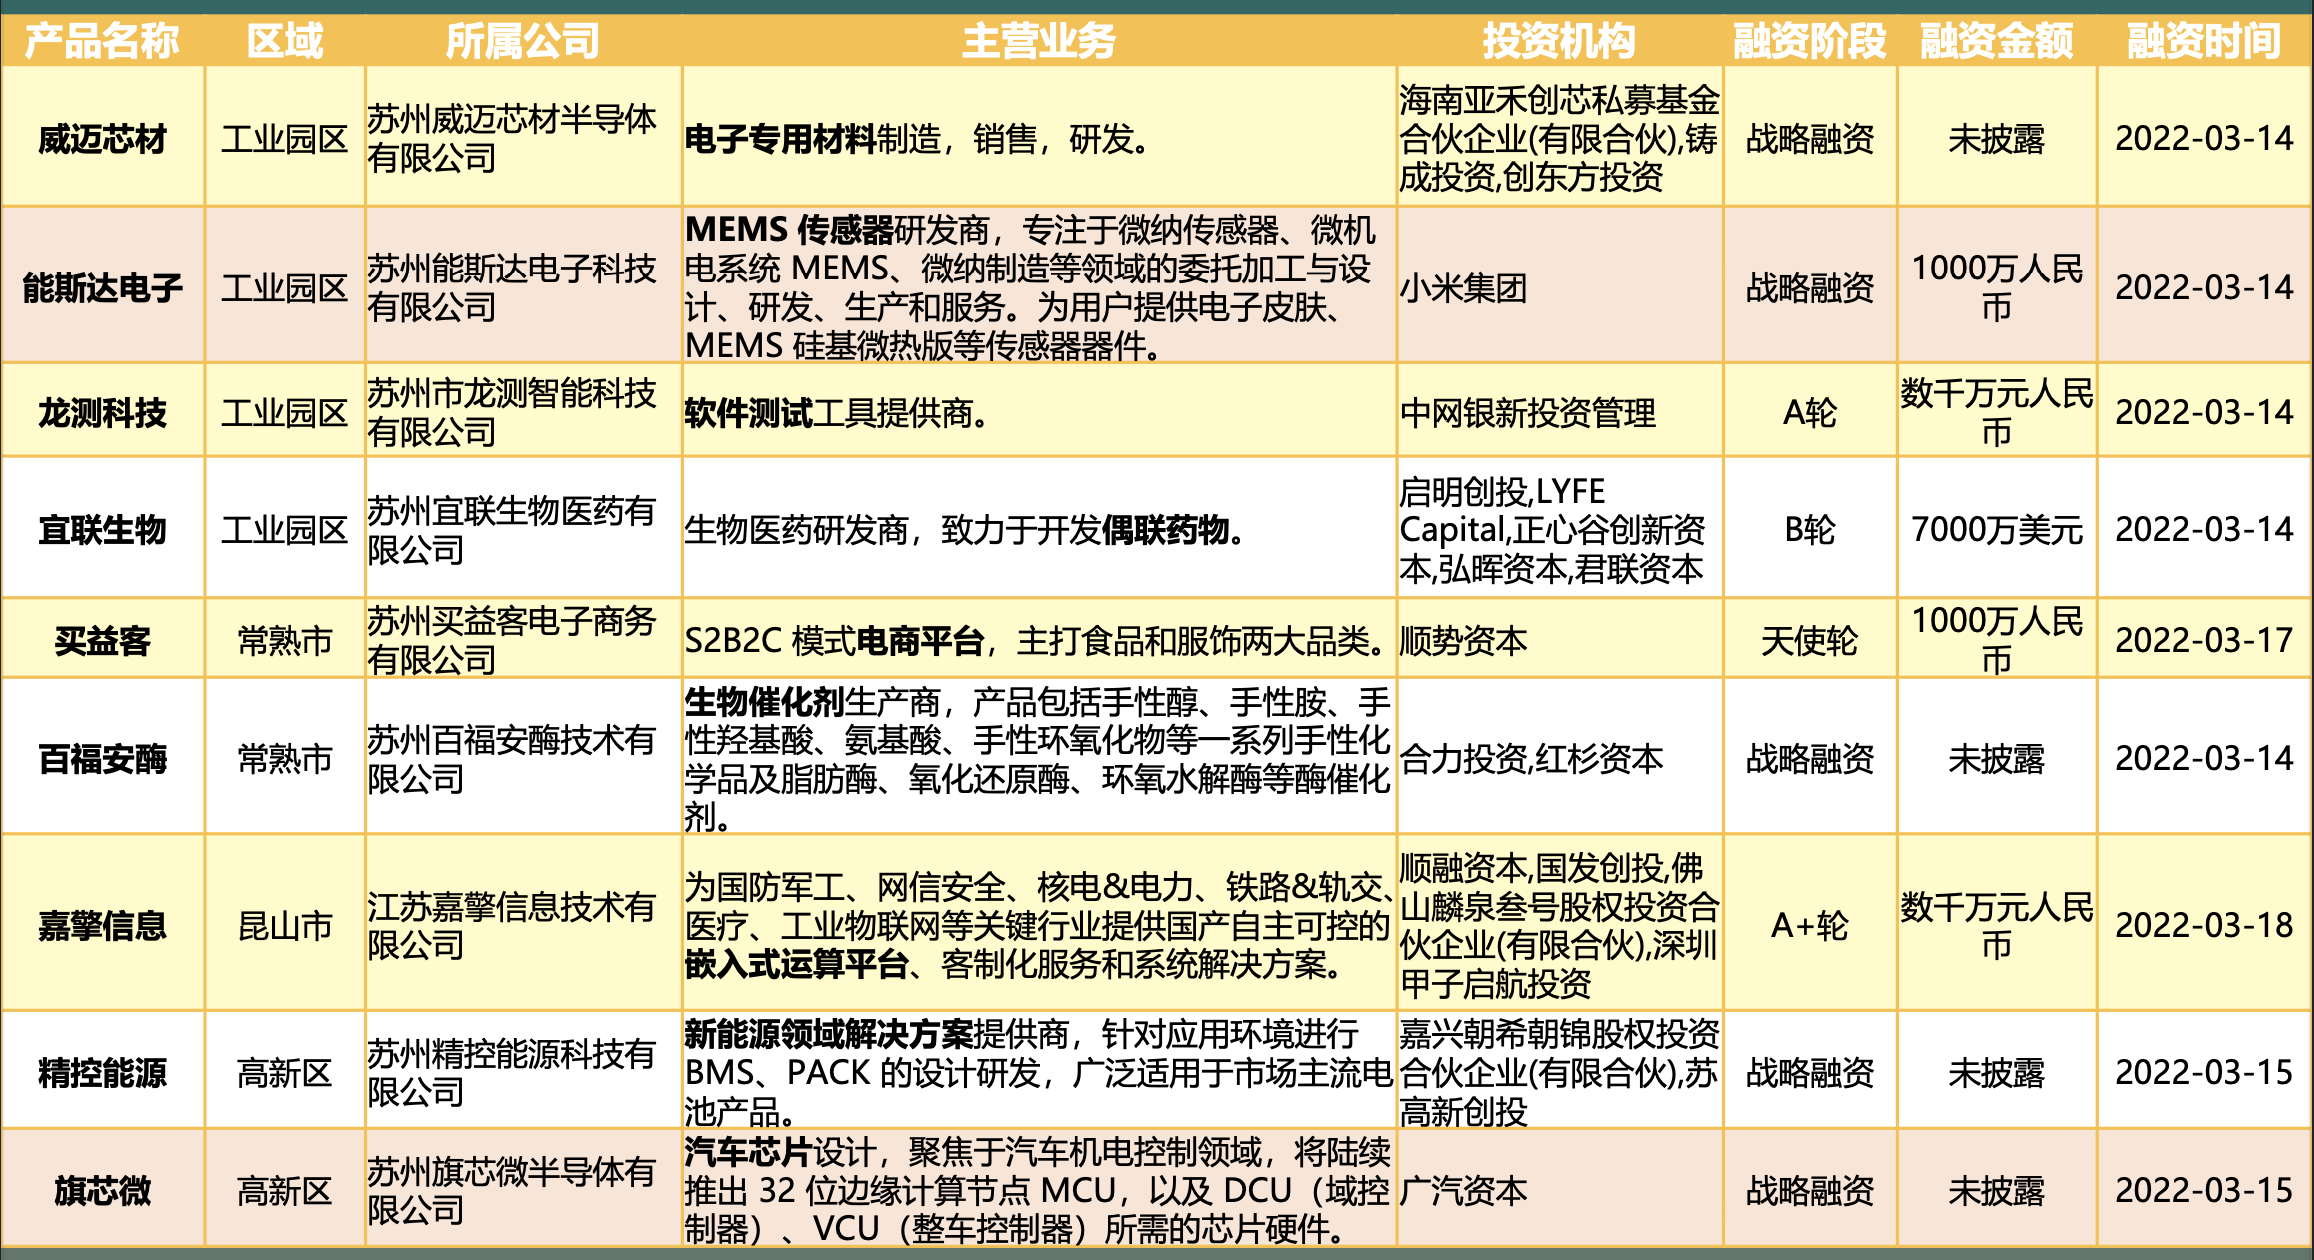 产品名称 区域 所属公司 主营业务 投资机构 融资阶段 融资金额 融资时间
威迈芯材
工业园区
苏州威迈芯材半导体
有限公司
电子专用材料制造，销售，研发。
海南亚禾创芯私募基金
合伙企业(有限合伙),铸
成投资,创东方投资
战略融资
未披露
2022-03-14
能斯达电子
工业园区
苏州能斯达电子科技
有限公司
MEMS 传感器研发商，专注于微纳传感器、微机
电系统 MEMS、微纳制造等领域的委托加工与设
计、研发、生产和服务。为用户提供电子皮肤、
MEMS 硅基微热版等传感器器件。
小米集团
战略融资
1000万人民
币
2022-03-14
龙测科技
工业园区
苏州市龙测智能科技
有限公司
软件测试工具提供商。
中网银新投资管理
A轮
数千万元人民
币
2022-03-14
宜联生物
工业园区
苏州宜联生物医药有
限公司
生物医药研发商，致力于开发偶联药物。
启明创投,LYFE
Capital,正心谷创新资
本,弘晖资本,君联资本
B轮
7000万美元
2022-03-14
买益客
常熟市
苏州买益客电子商务
有限公司
S2B2C 模式电商平台，主打食品和服饰两大品类。
顺势资本
天使轮
1000万人民
币
2022-03-17
百福安酶
常熟市
苏州百福安酶技术有
限公司
生物催化剂生产商，产品包括手性醇、手性胺、手
性羟基酸、氨基酸、手性环氧化物等一系列手性化
学品及脂肪酶、氧化还原酶、环氧水解酶等酶催化
剂。
合力投资,红杉资本
战略融资
未披露
2022-03-14
嘉擎信息
昆山市
江苏嘉擎信息技术有
限公司
为国防军工、网信安全、核电&电力、铁路&轨交、
医疗、工业物联网等关键行业提供国产自主可控的
嵌入式运算平台、客制化服务和系统解决方案。
顺融资本,国发创投,佛
山麟泉叁号股权投资合
伙企业(有限合伙),深圳
甲子启航投资
A+轮
数千万元人民
币
2022-03-18
精控能源
高新区
苏州精控能源科技有
限公司
新能源领域解决方案提供商，针对应用环境进行
BMS、PACK 的设计研发，广泛适用于市场主流电
池产品。
嘉兴朝希朝锦股权投资
合伙企业(有限合伙),苏
高新创投
战略融资
未披露
2022-03-15
旗芯微
高新区
苏州旗芯微半导体有
限公司
汽车芯片设计，聚焦于汽车机电控制领域，将陆续
推出 32 位边缘计算节点 MCU，以及 DCU（域控
制器）、VCU（整车控制器）所需的芯片硬件。
广汽资本
战略融资
未披露
2022-03-15